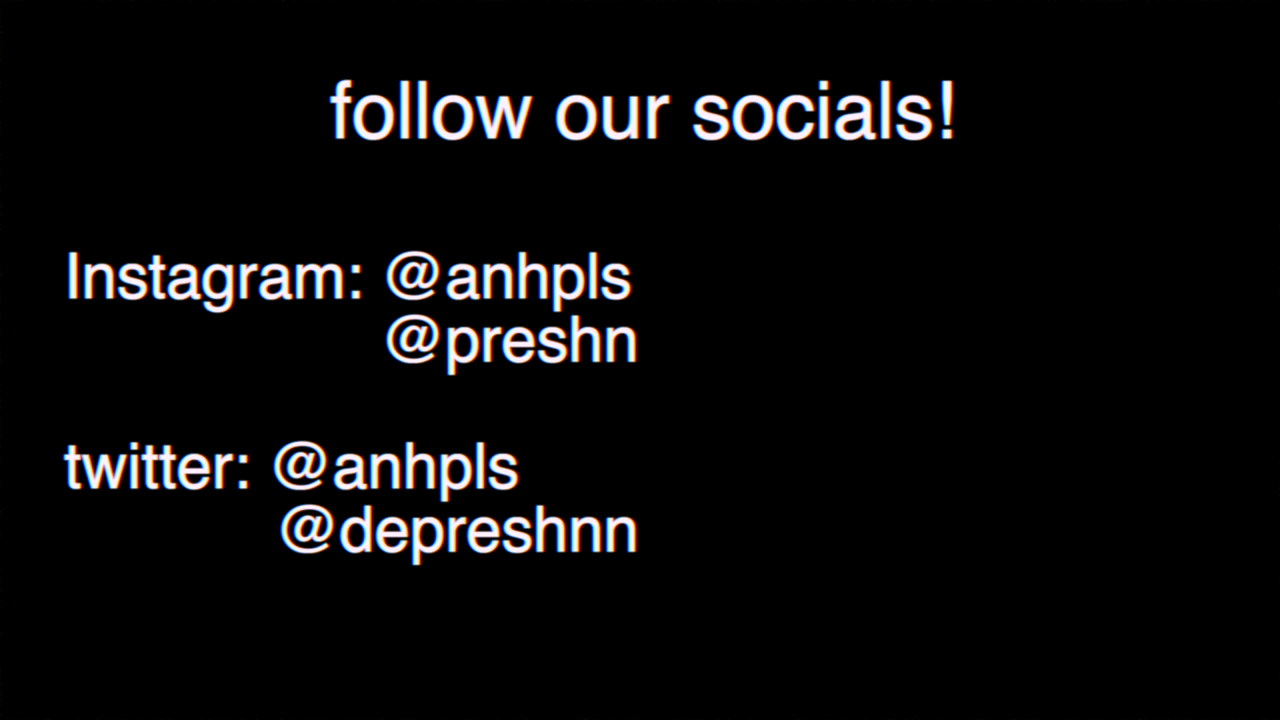 follow our socials!
Instagram: @anhpls
@preshn
twitter: @anhpls
@depreshnn